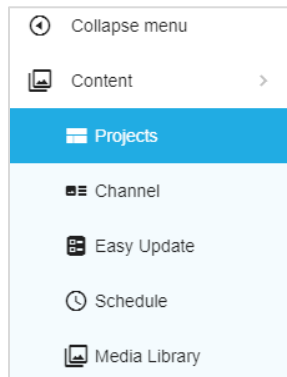 Collapse menu
Content
Projects
Channel
Easy Update
Schedule
Media Library